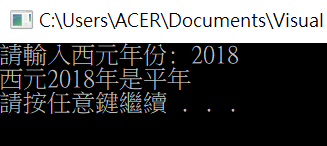 C:\Users\ACER\Documents\Visual
請輸入西元年份: 2018
西元2018年是平年
請按任意鍵繼續 . . .